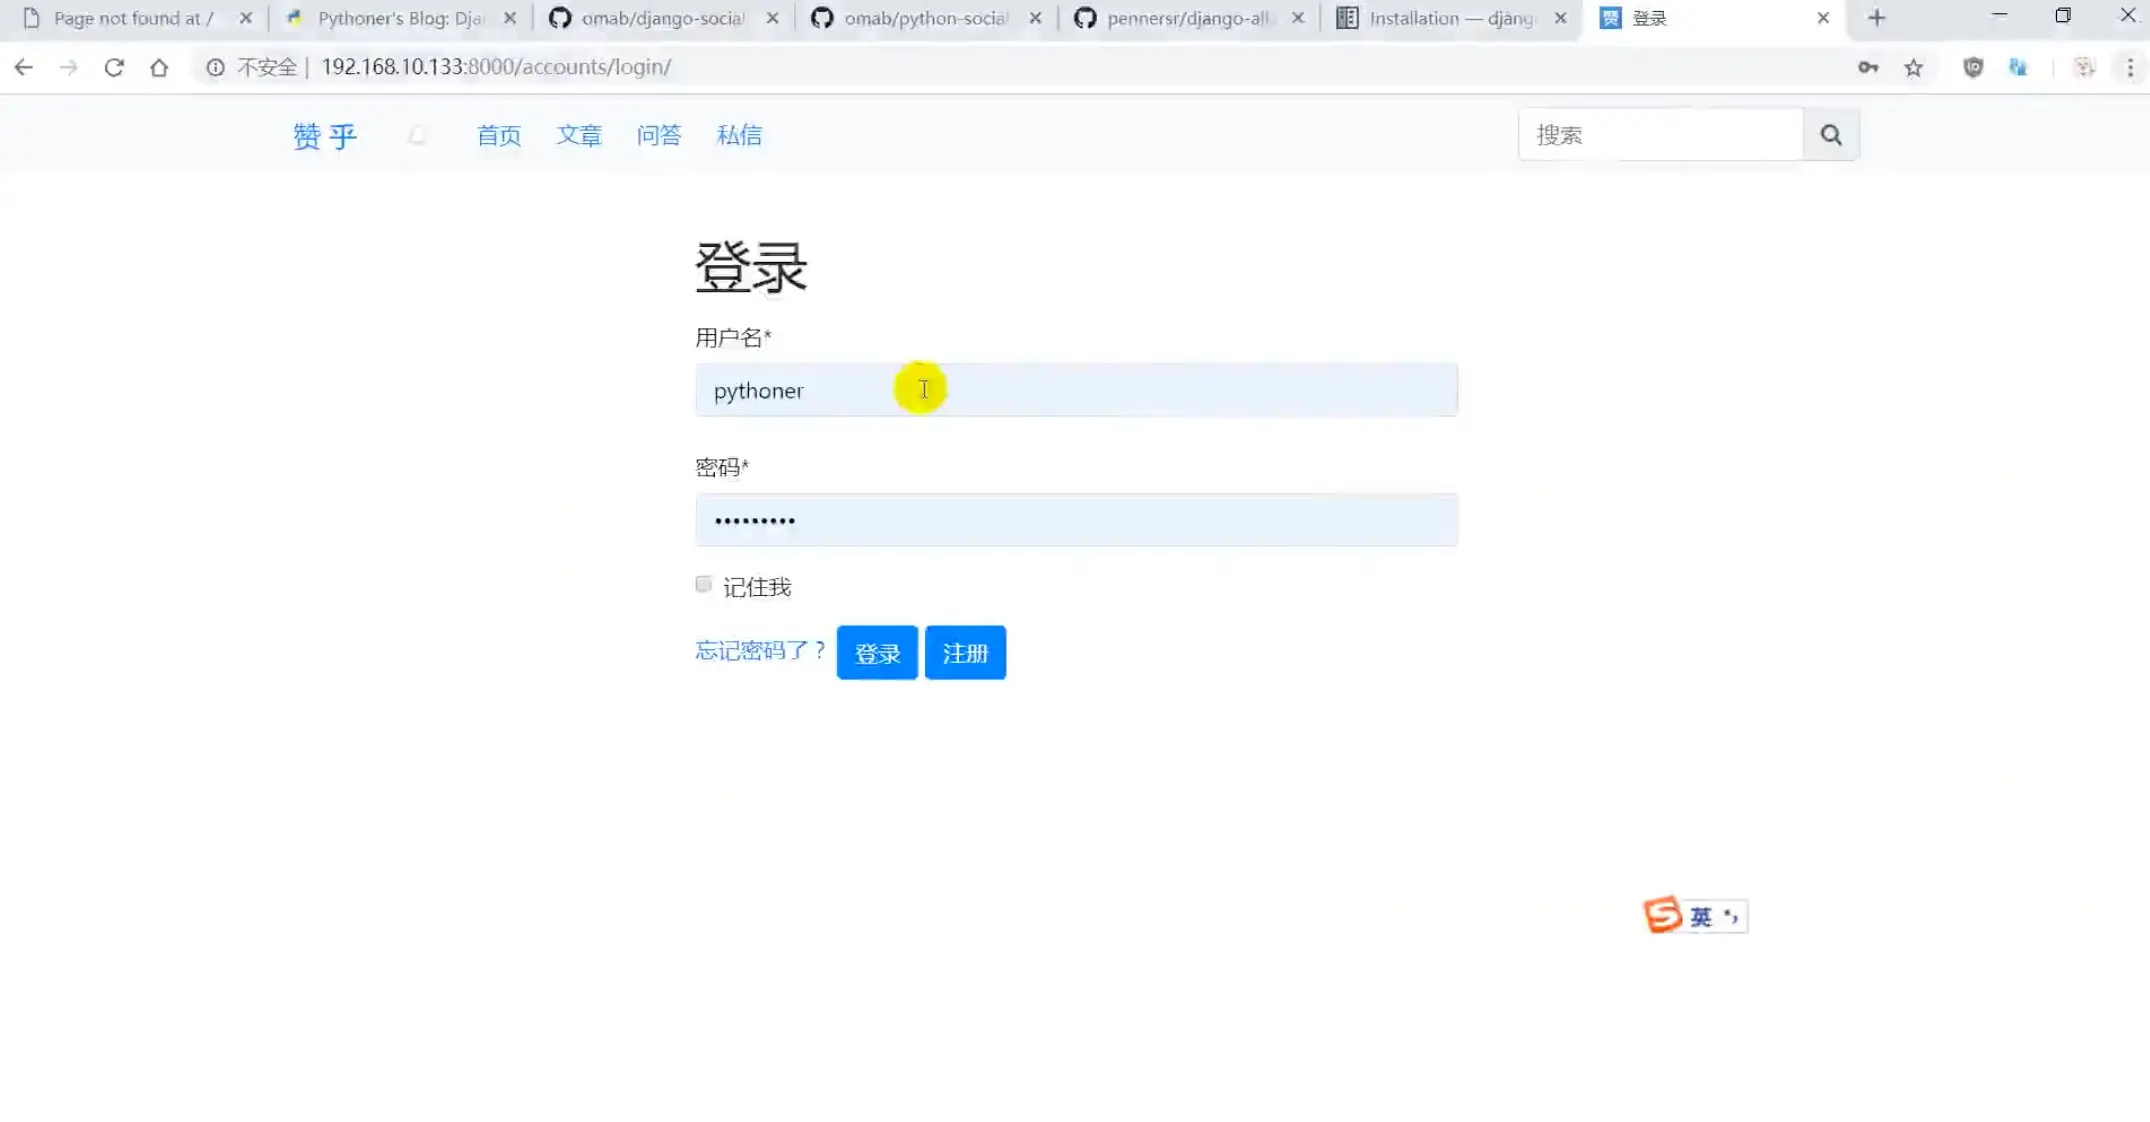 Page not found at /
Pythoner's Blog: Dja
omab/django-social
omab/python-social
pennersr/django-all
Installation — djang
登录
不安全 | 192.168.10.133:8000/accounts/login/
赞乎 首页 文章 问答 私信 搜索
登录
用户名*
pythoner
密码*
•••••••••
记住我
忘记密码了？ 登录 注册
英